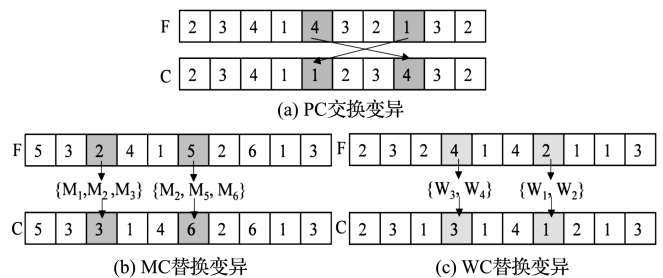 F 2 3 4 1 4 3 2 1 3 2
C 2 3 4 1 1 2 3 4 3 2
(a) PC交换变异
F 5 3 2 4 1 5 2 6 1 3
{M1,M2 ,M3} {M2, M5, M6}
C 5 3 3 1 4 6 2 6 1 3
(b) MC替换变异
F 2 3 2 4 1 4 2 1 1 3
{W3, W4} {W1, W2}
C 2 3 1 3 1 4 1 2 1 3
(c) WC替换变异